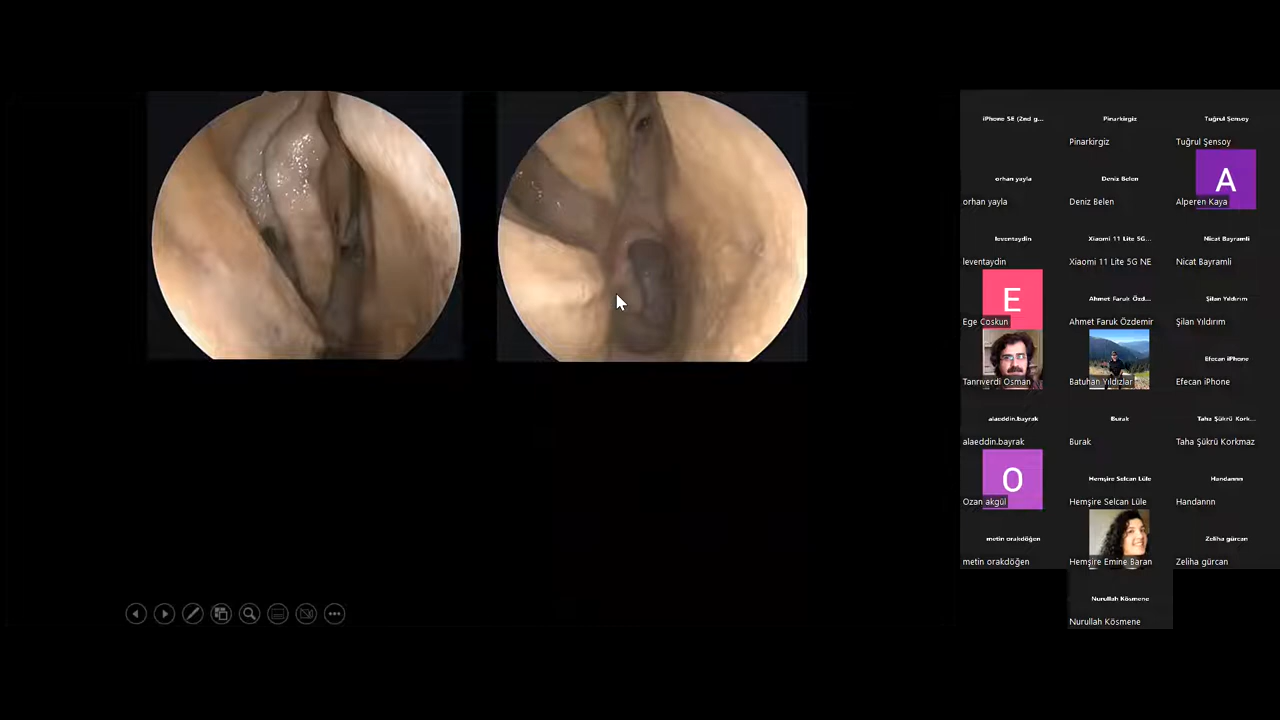 iPhone SE (2nd g...
Pinarkirgiz
Tuğrul Şensoy
Pinarkirgiz
Tuğrul Şensoy
orhan yayla
Deniz Belen
A
orhan yayla
Deniz Belen
Alperen Kaya
leventaydin
Xiaomi 11 Lite 5G...
Nicat Bayramli
leventaydin
Xiaomi 11 Lite 5G NE
Nicat Bayramli
E
Ahmet Faruk Özd...
Şilan Yıldırım
Ege Coskun
Ahmet Faruk Özdemir
Şilan Yıldırım
Efecan iPhone
Tanrıverdi Osman
Batuhan Yıldızlar
Efecan iPhone
alaeddin.bayrak
Burak
Taha Şükrü Kork...
alaeddin.bayrak
Burak
Taha Şükrü Korkmaz
O
Hemşire Selcan Lüle
Handannn
Ozan akgül
Hemşire Selcan Lüle
Handannn
metin orakdöğen
Zeliha gürcan
metin orakdöğen
Hemşire Emine Baran
Zeliha gürcan
Nurullah Kösmene
Nurullah Kösmene